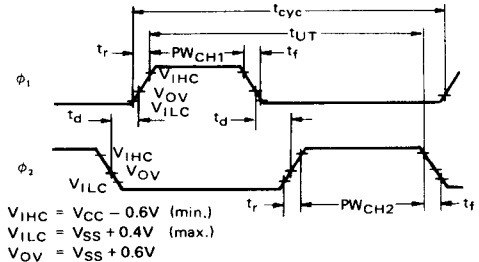 tcyc
tUT
tr PWCH1 tf
VIHC
VOV
VILC
ϕ1
td td
VIHC
VOV
VILC
ϕ2
tr PWCH2 tf
VIHC = VCC – 0.6V (min.)
VILC = VSS + 0.4V (max.)
VOV = VSS + 0.6V